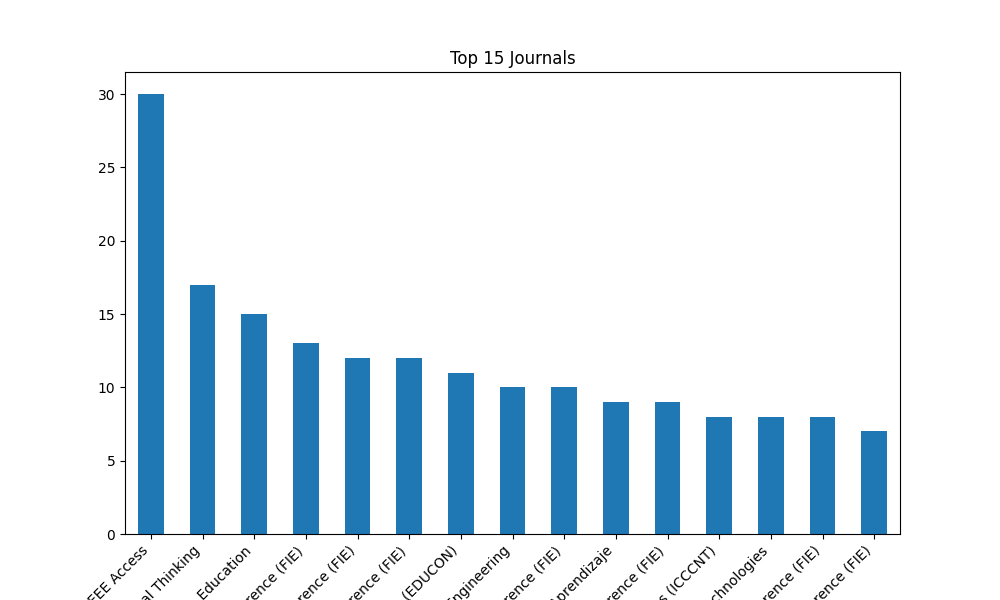 Top 15 Journals
30
25
20
15
10
5
0
EEE Access
al Thinking
Education
rence (FIE)
rence (FIE)
rence (FIE)
(EDUCON)
Engineering
rence (FIE)
Aprendizaje
rence (FIE)
s (ICCCNT)
chnologies
rence (FIE)
rence (FIE)